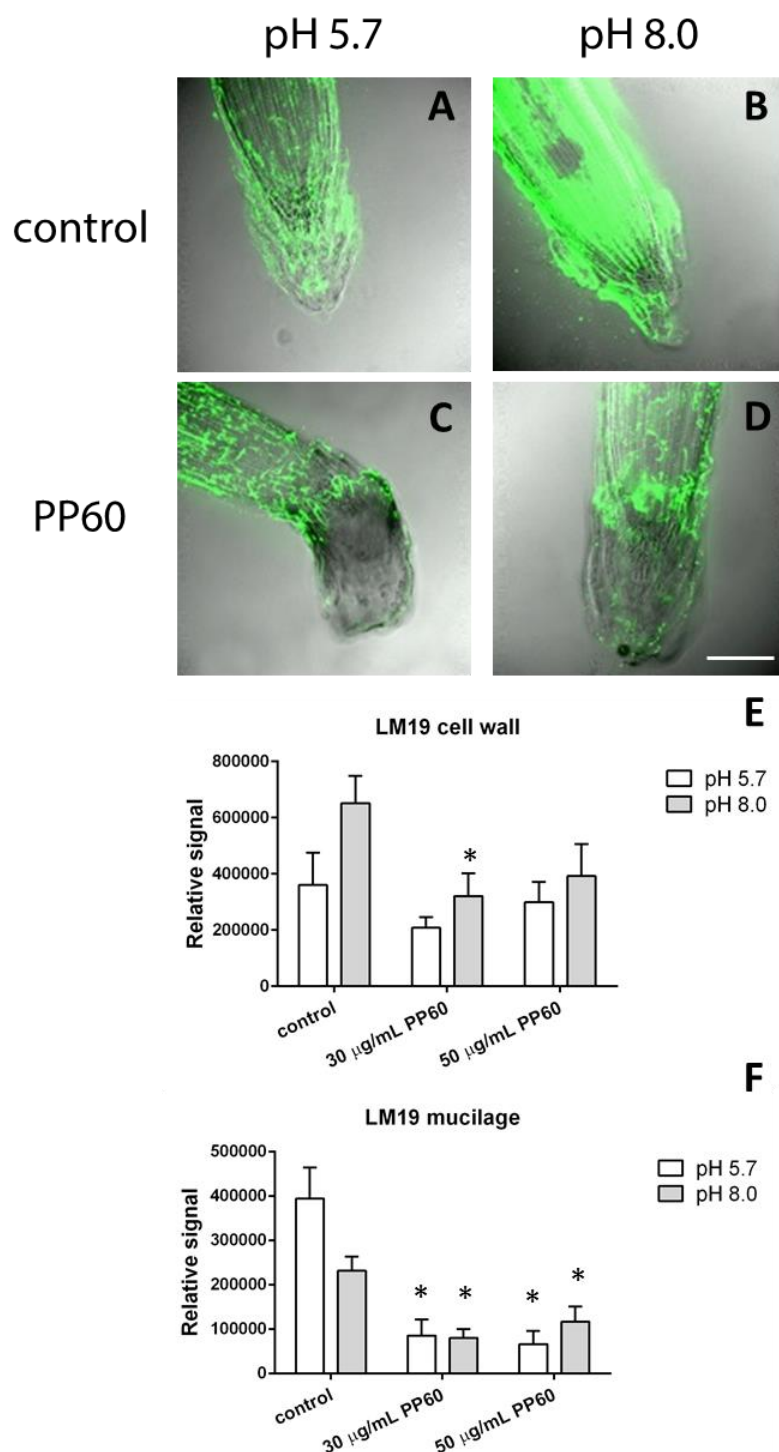 pH 5.7 pH 8.0
control
A
B
PP60
C
D
E
LM19 cell wall
Relative signal
800000
600000
400000
200000
0
*
control
30 μg/mL PP60
50 μg/mL PP60
pH 5.7
pH 8.0
F
LM19 mucilage
Relative signal
500000
400000
300000
200000
100000
0
* * * *
control
30 μg/mL PP60
50 μg/mL PP60
pH 5.7
pH 8.0